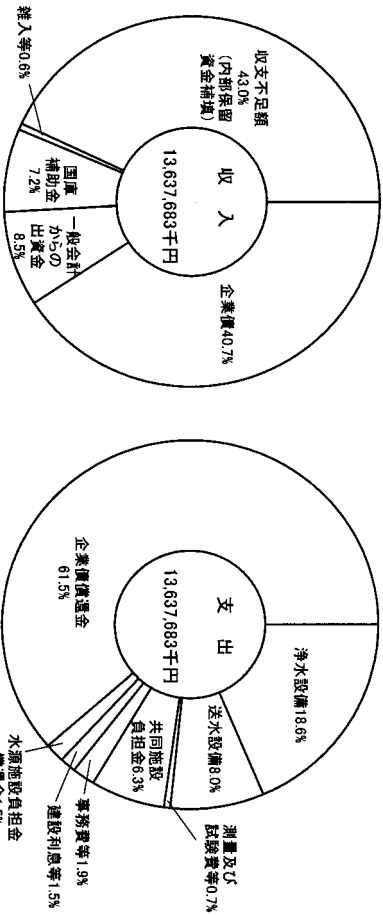 収 入
13,637,683千円
企業債40.7%
一般会計
からの
出資金
8.5%
国庫
補助金
7.2%
雑入等0.6%
収支不足額
43.0%
（内部保留
資金補填）
支 出
13,637,683千円
浄水設備18.6%
送水設備8.0%
測量及び
試験費等0.7%
共同施設
負担金6.3%
事務費等1.9%
建設利息等1.5%
水源施設負担金
企業債償還金
61.5%